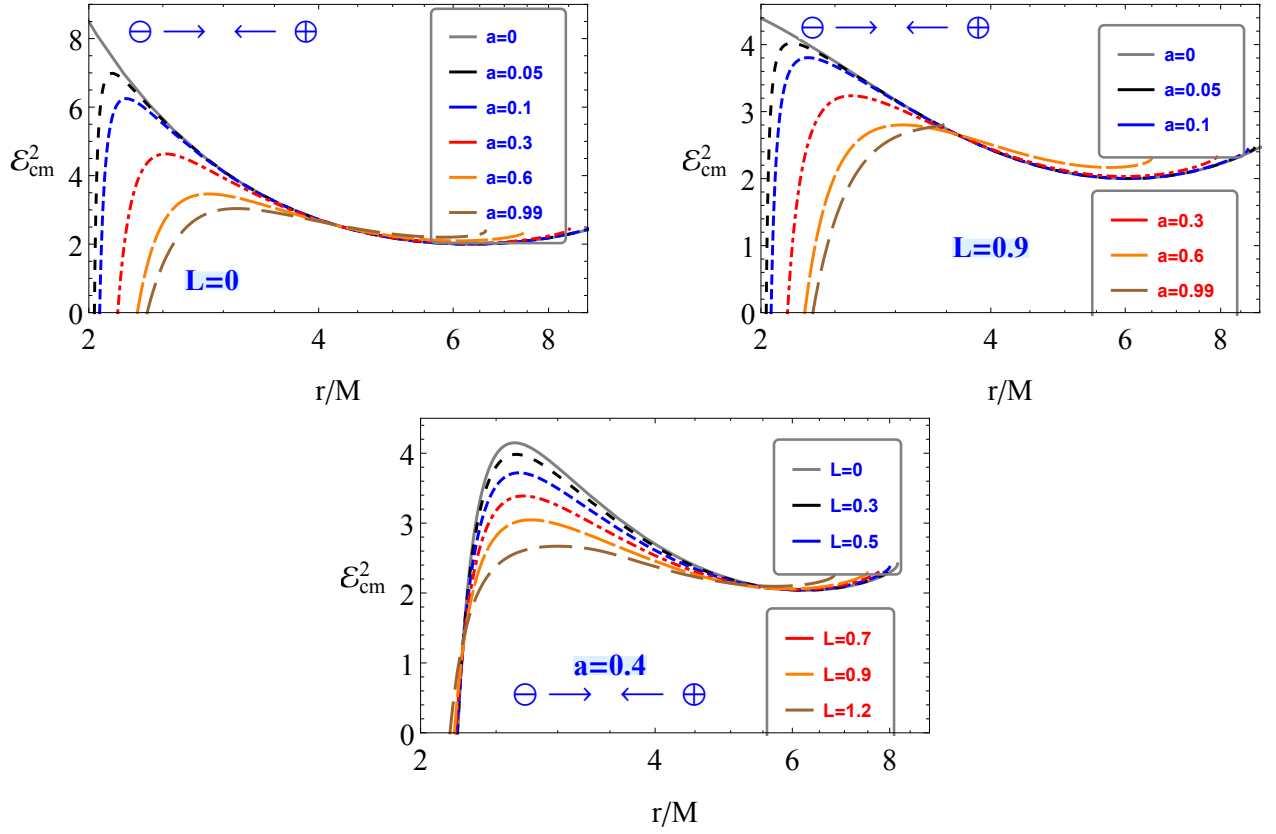 a=0
a=0.05
a=0.1
a=0.3
a=0.6
a=0.99
8
6
4
2
0
ℰ²cm
L=0
2 4 6 8
r/M
a=0
a=0.05
a=0.1
4
3
2
1
0
ℰ²cm
L=0.9
a=0.3
a=0.6
a=0.99
2 4 6 8
r/M
L=0
L=0.3
L=0.5
4
3
2
1
0
ℰ²cm
L=0.7
L=0.9
L=1.2
a=0.4
2 4 6 8
r/M